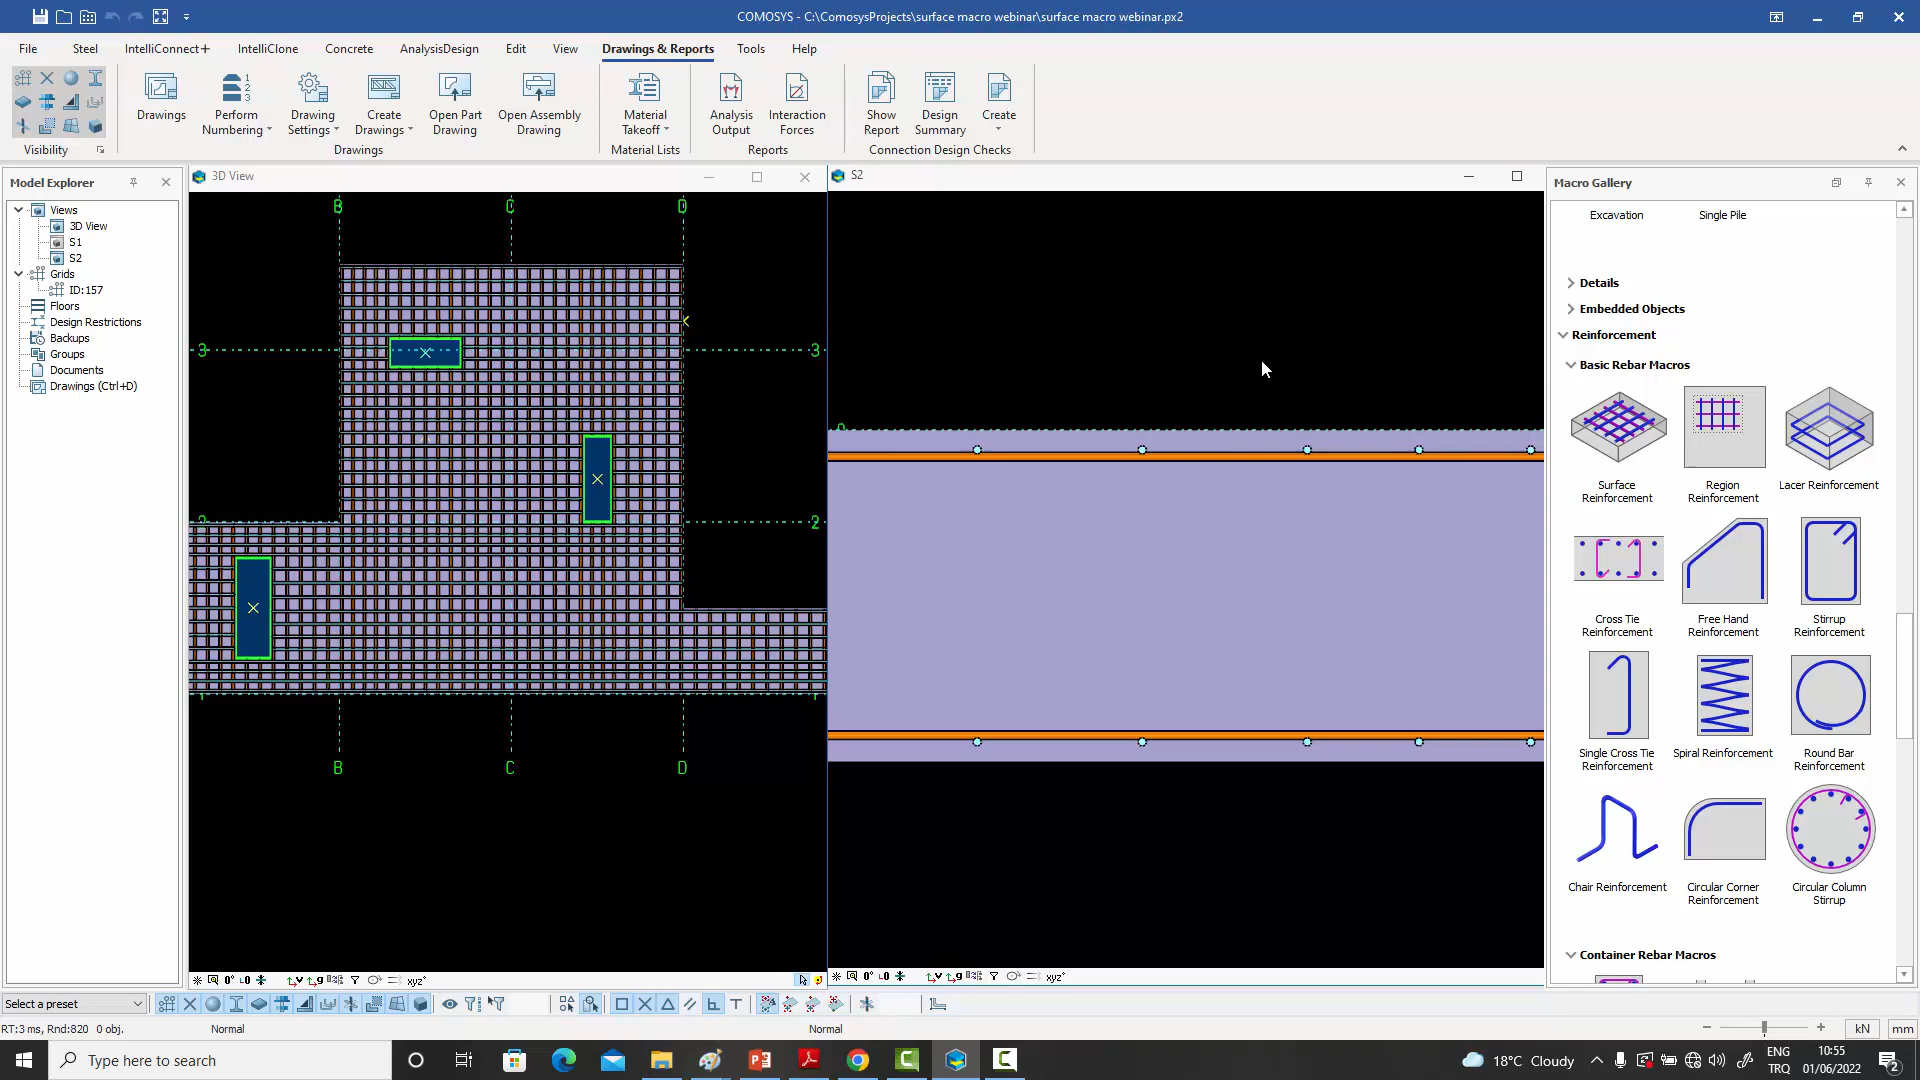 COMOSYS - C:\ComosysProjects\surface macro webinar\surface macro webinar.px2
File Steel IntelliConnect+ IntelliClone Concrete AnalysisDesign Edit View Drawings & Reports Tools Help
Drawings
Perform Numbering
Drawing Settings
Create Drawings
Open Part Drawing
Open Assembly Drawing
Material Takeoff
Analysis Output
Interaction Forces
Show Report
Design Summary
Create
Visibility Drawings Material Lists Reports Connection Design Checks
Model Explorer
Views
3D View
S1
S2
Grids
ID:157
Floors
Design Restrictions
Backups
Groups
Documents
Drawings (Ctrl+D)
3D View
B C D
3 3
2
B C D
S2
Macro Gallery
Excavation Single Pile
Details
Embedded Objects
Reinforcement
Basic Rebar Macros
Surface Reinforcement
Region Reinforcement
Lacer Reinforcement
Cross Tie Reinforcement
Free Hand Reinforcement
Stirrup Reinforcement
Single Cross Tie Reinforcement
Spiral Reinforcement
Round Bar Reinforcement
Chair Reinforcement
Circular Corner Reinforcement
Circular Column Stirrup
Container Rebar Macros
Select a preset
RT:3 ms, Rnd:820 0 obj. Normal Normal kN mm
Type here to search
18°C Cloudy
ENG
TRQ
10:55
01/06/2022
2